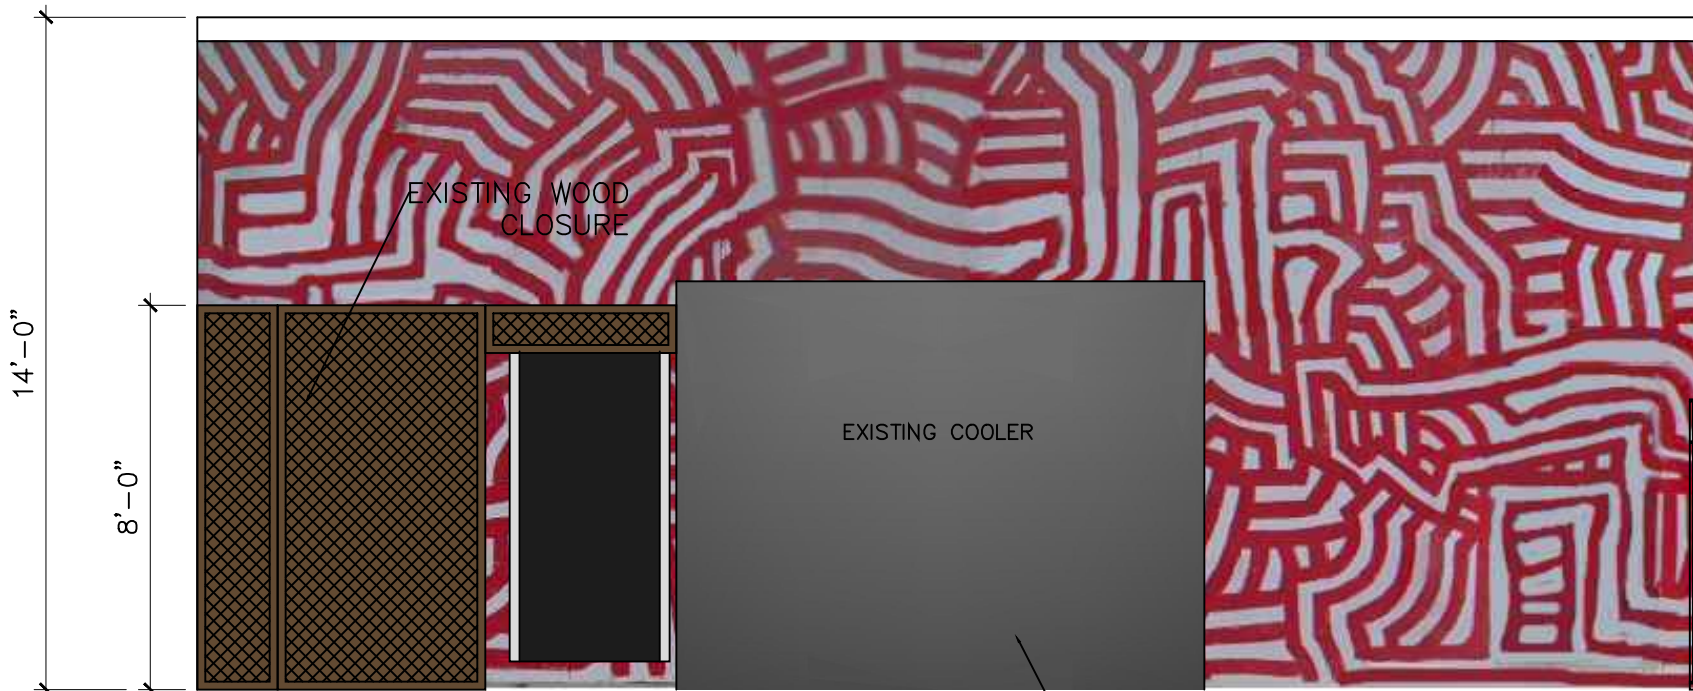 EXISTING WOOD
CLOSURE
14'-0"
8'-0"
EXISTING COOLER